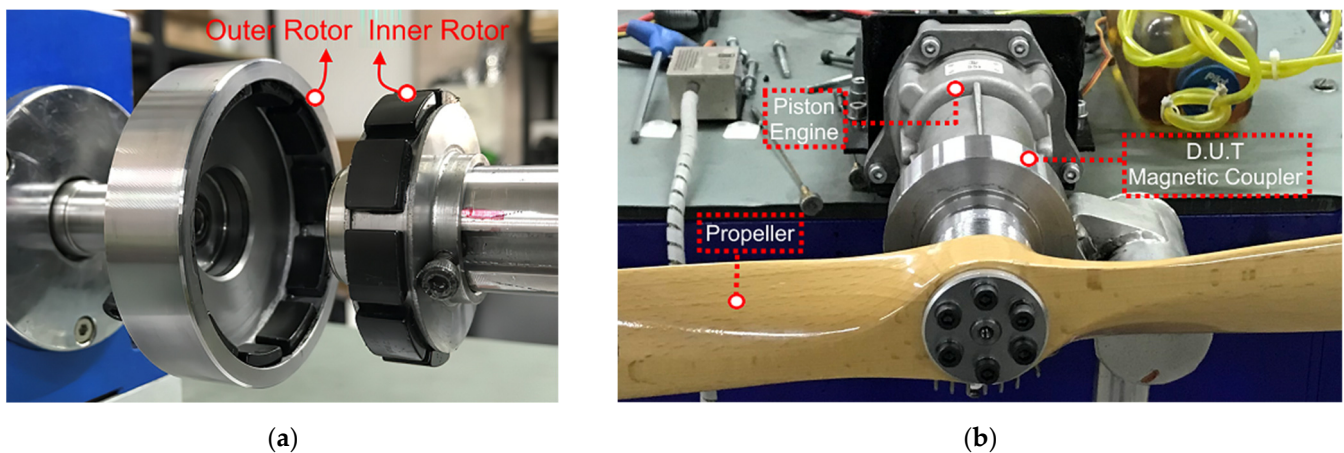 Outer Rotor Inner Rotor
Piston
Engine
D.U.T
Magnetic Coupler
Propeller
(a)
(b)